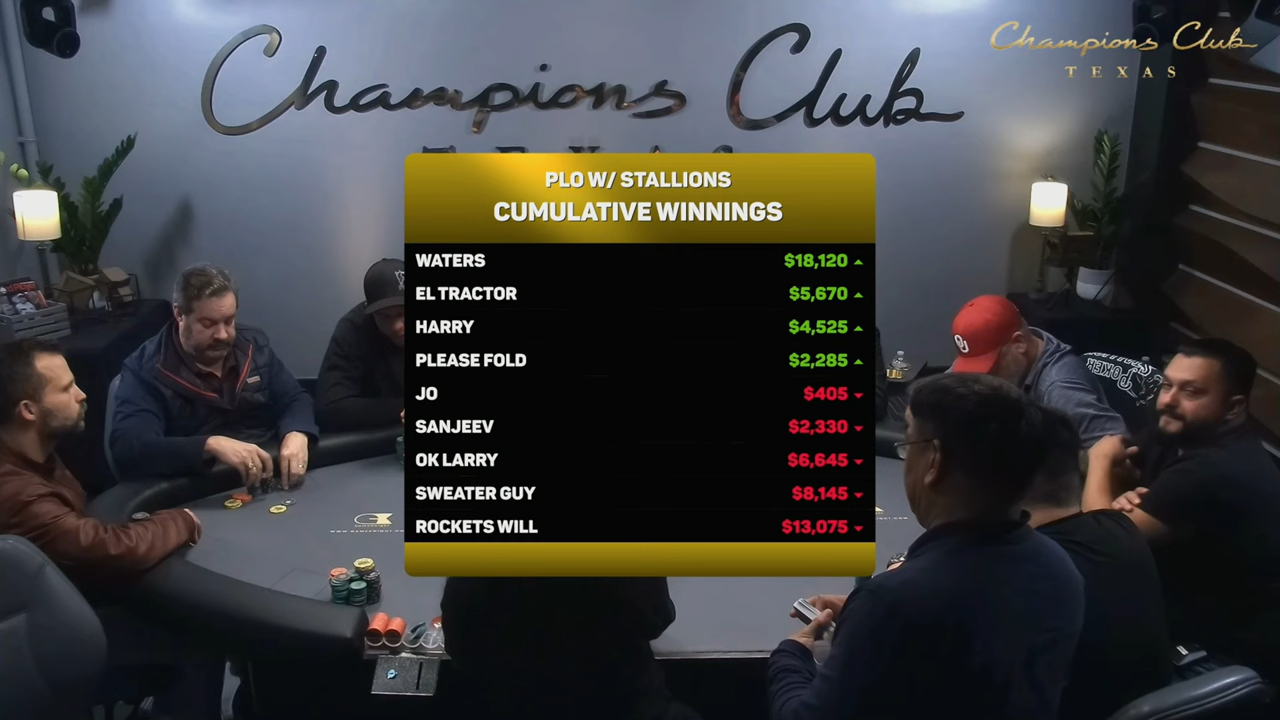 Champions Club
TEXAS
Champions Club
PLO W/ STALLIONS
CUMULATIVE WINNINGS
WATERS $18,120
EL TRACTOR $5,670
HARRY $4,525
PLEASE FOLD $2,285
JO $405
SANJEEV $2,330
OK LARRY $6,645
SWEATER GUY $8,145
ROCKETS WILL $13,075
OU
POKER